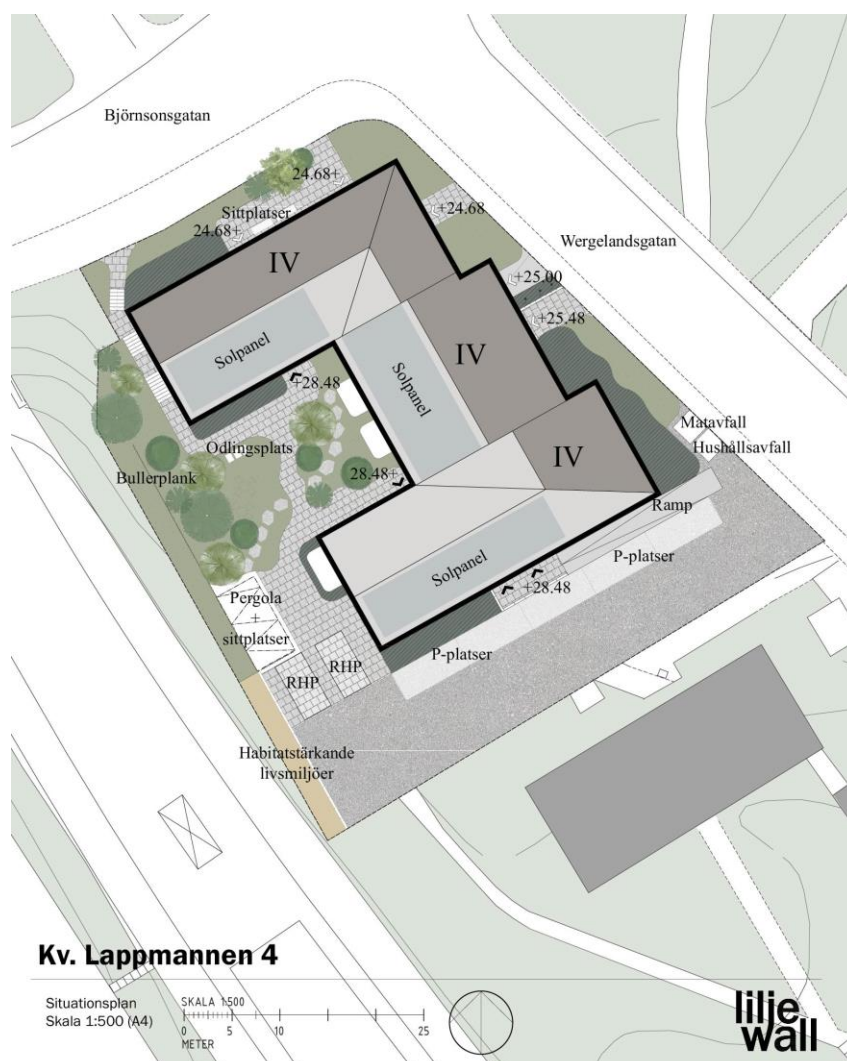 Björnsonsgatan
24.68+
Sittplatser
+24.68
24.68+
Wergelandsgatan
IV
+25.00
+25.48
Solpanel
IV
Solpanel
+28.48
Matavfall
Odlingsplats
Hushållsavfall
IV
Bullerplank
28.48+
Ramp
P-platser
Solpanel
+28.48
Pergola
+
sittplatser
P-platser
RHP
RHP
Habitatstärkande
livsmiljöer
Kv. Lappmannen 4
Situationsplan
Skala 1:500 (A4)
SKALA 1:500
0 5 10 25
METER
lilje
wall